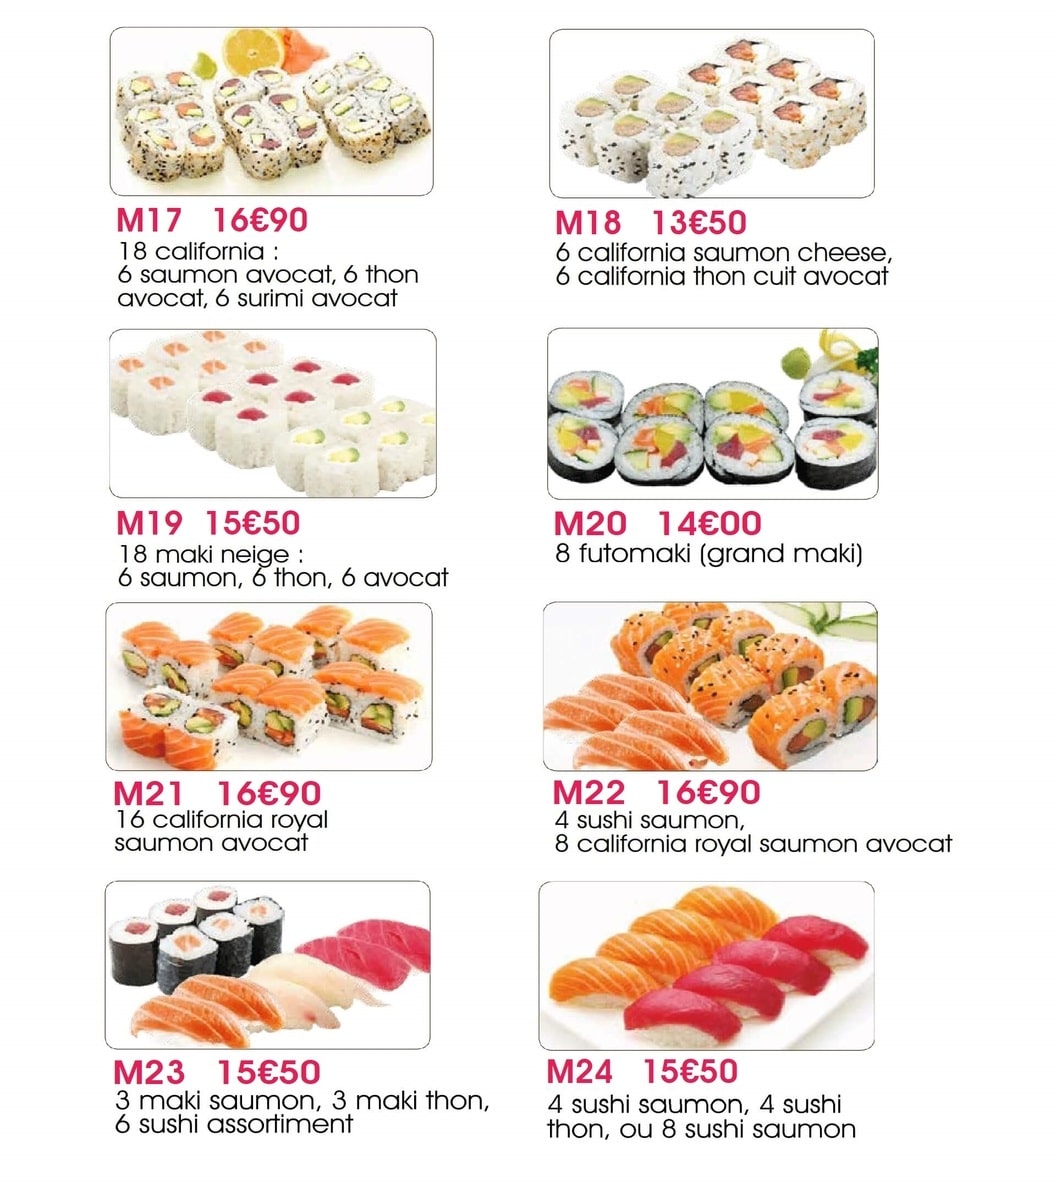 M17 16€90
18 california :
6 saumon avocat, 6 thon
avocat, 6 surimi avocat
M18 13€50
6 california saumon cheese,
6 california thon cuit avocat
M19 15€50
18 maki neige :
6 saumon, 6 thon, 6 avocat
M20 14€00
8 futomaki (grand maki)
M21 16€90
16 california royal
saumon avocat
M22 16€90
4 sushi saumon,
8 california royal saumon avocat
M23 15€50
3 maki saumon, 3 maki thon,
6 sushi assortiment
M24 15€50
4 sushi saumon, 4 sushi
thon, ou 8 sushi saumon